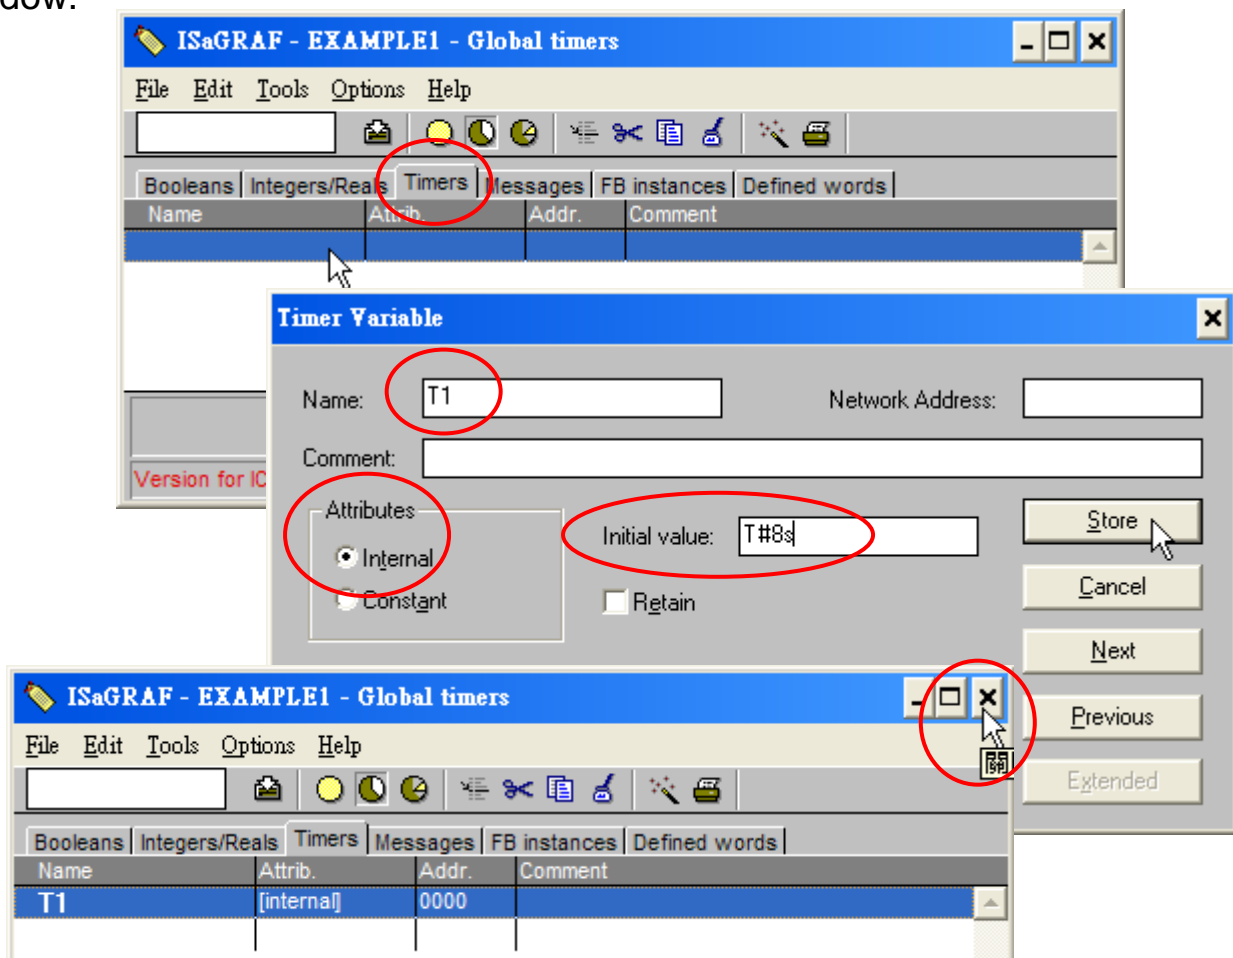 dow.
ISaGRAF - EXAMPLE1 - Global timers
File Edit Tools Options Help
Booleans Integers/Reals Timers Messages FB instances Defined words
Name Attrib. Addr. Comment
Timer Variable
Name: T1 Network Address:
Comment:
Version for IC
Attributes
Internal
Constant
Initial value: T#8s
Retain
Store
Cancel
Next
Previous
Extended
ISaGRAF - EXAMPLE1 - Global timers
File Edit Tools Options Help
Booleans Integers/Reals Timers Messages FB instances Defined words
Name Attrib. Addr. Comment
T1 [internal] 0000